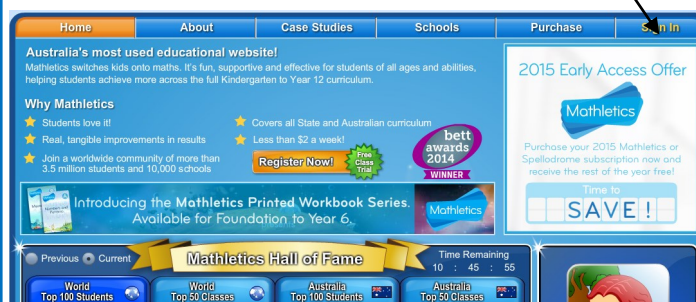 Home About Case Studies Schools Purchase Sign In
Australia's most used educational website!
Mathletics switches kids onto maths. It's fun, supportive and effective for students of all ages and abilities,
helping students achieve more across the full Kindergarten to Year 12 curriculum.
Why Mathletics
Students love it!
Real, tangible improvements in results
Join a worldwide community of more than
3.5 million students and 10,000 schools
Covers all State and Australian curriculum
Less than $2 a week!
Register Now!
Free
Class
Trial
bett
awards
2014
WINNER
2015 Early Access Offer
Mathletics
Purchase your 2015 Mathletics or
Spellodrome subscription now and
receive the rest of the year free!
Time to
SAVE!
Introducing the Mathletics Printed Workbook Series.
Available for Foundation to Year 6.
Mathletics
Previous Current
Mathletics Hall of Fame
Time Remaining
10 : 45 : 55
World
Top 100 Students
World
Top 50 Classes
Australia
Top 100 Students
Australia
Top 50 Classes